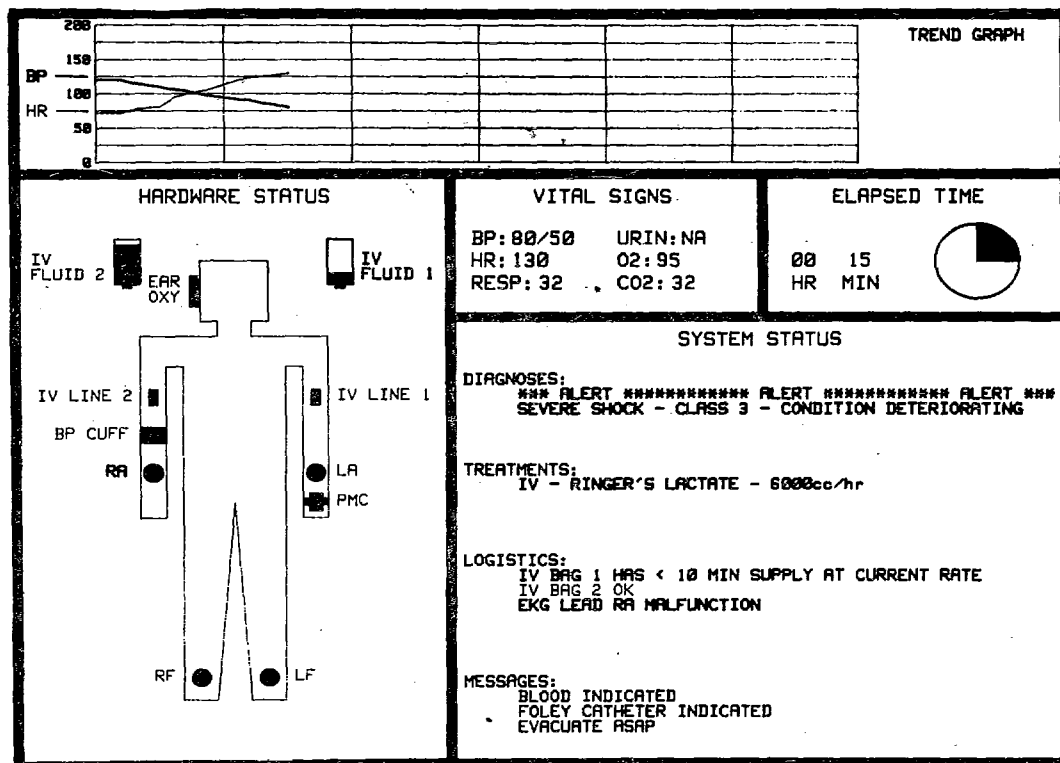 TREND GRAPH
200
150
BP
100
HR
50
0
HARDWARE STATUS
IV
FLUID 2
EAR
OXY
IV
FLUID 1
IV LINE 2
IV LINE 1
BP CUFF
RA
LA
PMC
RF
LF
VITAL SIGNS
BP: 80/50 URIN: NA
HR: 130 O2: 95
RESP: 32 CO2: 32
ELAPSED TIME
00 15
HR MIN
SYSTEM STATUS
DIAGNOSES:
*** ALERT ************ ALERT ************ ALERT ***
SEVERE SHOCK - CLASS 3 - CONDITION DETERIORATING
TREATMENTS:
IV - RINGER'S LACTATE - 6000cc/hr
LOGISTICS:
IV BAG 1 HAS < 10 MIN SUPPLY AT CURRENT RATE
IV BAG 2 OK
EKG LEAD RA MALFUNCTION
MESSAGES:
BLOOD INDICATED
FOLEY CATHETER INDICATED
EVACUATE ASAP